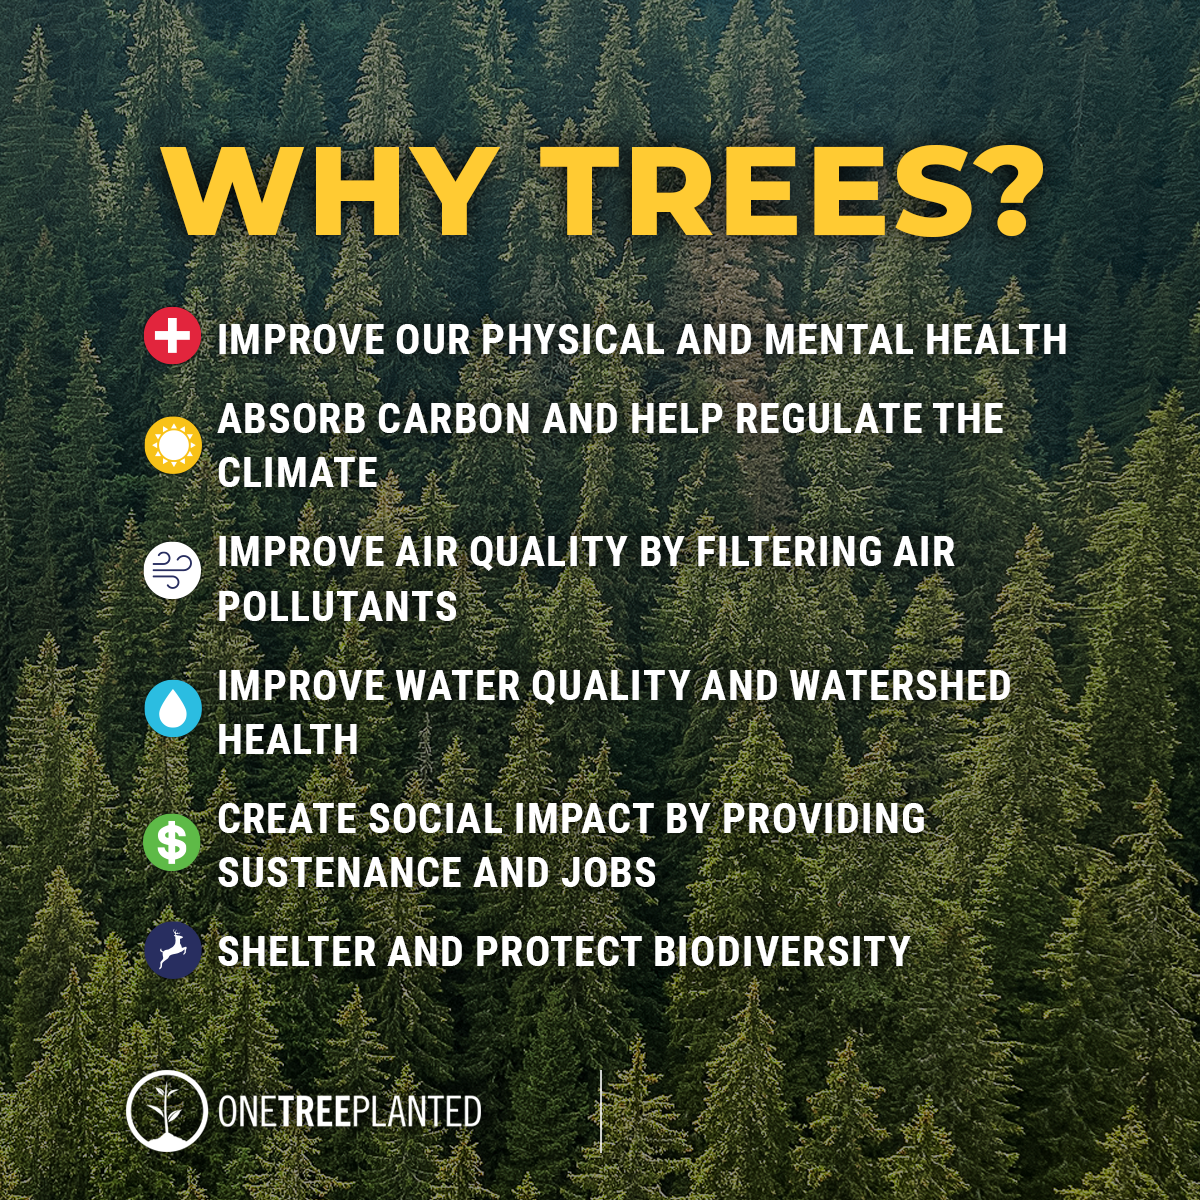 WHY TREES?
IMPROVE OUR PHYSICAL AND MENTAL HEALTH
ABSORB CARBON AND HELP REGULATE THE
CLIMATE
IMPROVE AIR QUALITY BY FILTERING AIR
POLLUTANTS
IMPROVE WATER QUALITY AND WATERSHED
HEALTH
CREATE SOCIAL IMPACT BY PROVIDING
SUSTENANCE AND JOBS
SHELTER AND PROTECT BIODIVERSITY
ONETREEPLANTED